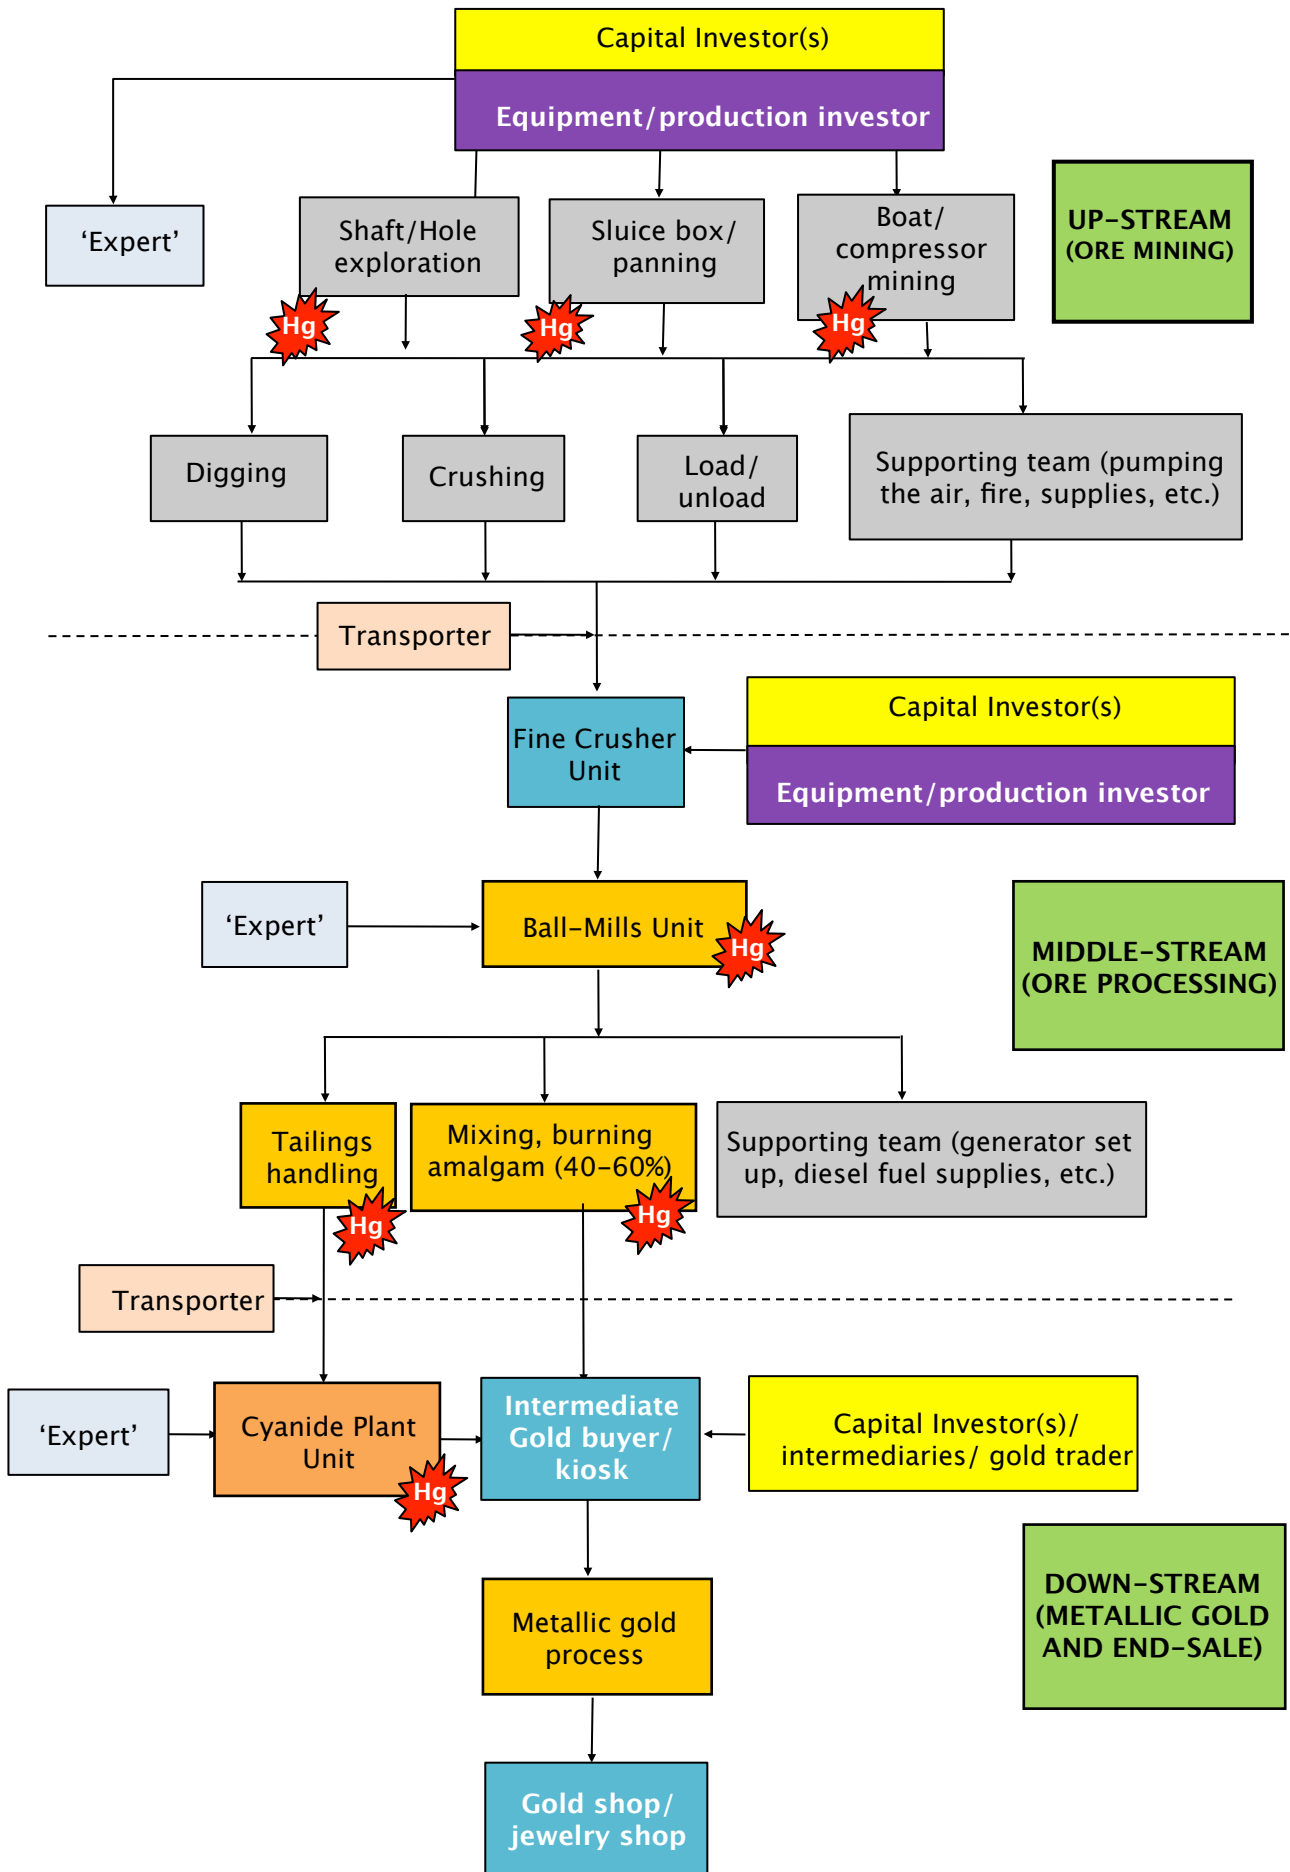 Capital Investor(s)
Equipment/production investor
‘Expert’
Shaft/Hole
exploration
Sluice box/
panning
Boat/
compressor
mining
UP-STREAM
(ORE MINING)
Hg
Hg
Hg
Digging
Crushing
Load/
unload
Supporting team (pumping
the air, fire, supplies, etc.)
Transporter
Fine Crusher
Unit
Capital Investor(s)
Equipment/production investor
‘Expert’
Ball-Mills Unit
Hg
MIDDLE-STREAM
(ORE PROCESSING)
Tailings
handling
Hg
Mixing, burning
amalgam (40-60%)
Hg
Supporting team (generator set
up, diesel fuel supplies, etc.)
Transporter
‘Expert’
Cyanide Plant
Unit
Hg
Intermediate
Gold buyer/
kiosk
Capital Investor(s)/
intermediaries/ gold trader
DOWN-STREAM
(METALLIC GOLD
AND END-SALE)
Metallic gold
process
Gold shop/
jewelry shop